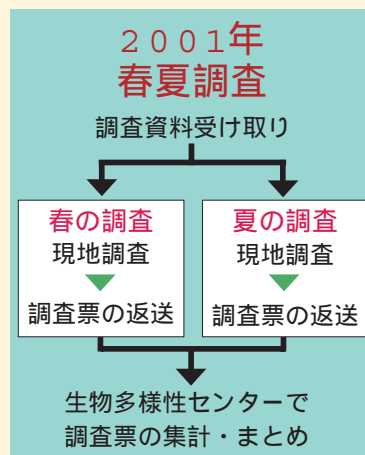 2001年
春夏調査
調査資料受け取り
春の調査
現地調査
調査票の返送
夏の調査
現地調査
調査票の返送
生物多様性センターで
調査票の集計・まとめ